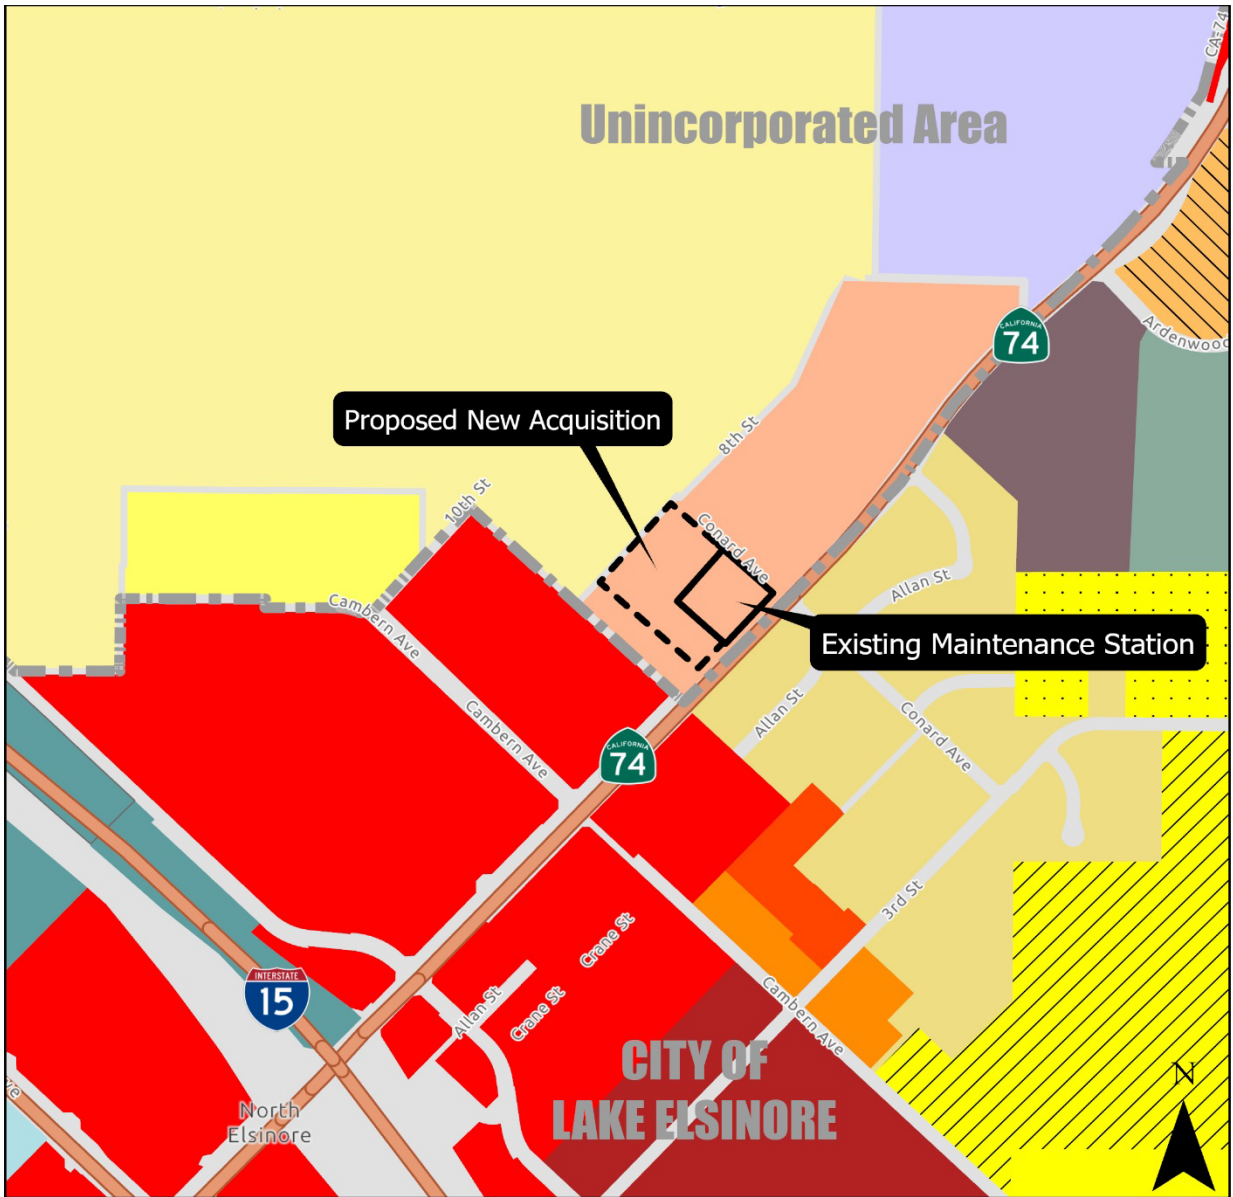 CA-74
Unincorporated Area
CALIFORNIA
74
Ardenwood
Proposed New Acquisition
8th St
10th St
Conard Ave
Allan St
Cambern Ave
Existing Maintenance Station
Allan St
Conard Ave
Cambern Ave
CALIFORNIA
74
3rd St
Crane St
INTERSTATE
15
Allan St
Crane St
Cambern Ave
CITY OF
LAKE ELSINORE
N
North
Elsinore